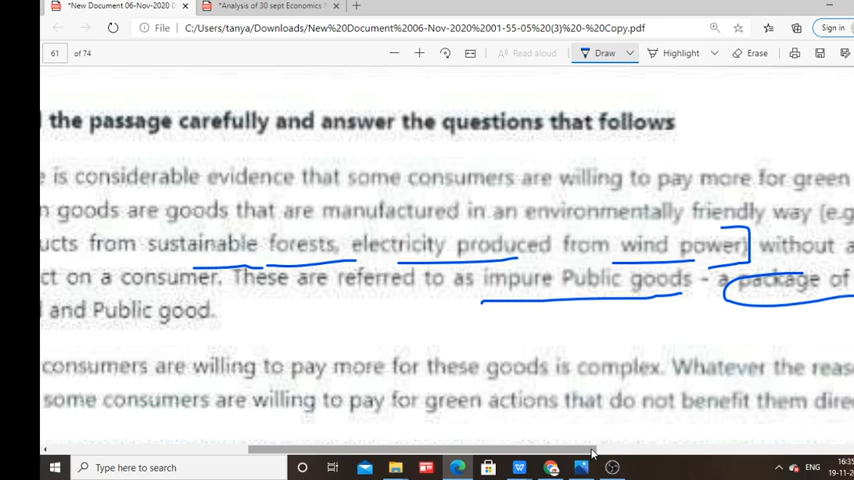 *New Document 06-Nov-2020 0
*Analysis of 30 sept Economics
File
C:/Users/tanya/Downloads/New%20Document%2006-Nov-2020%2001-55-05%20(3)%20-%20Copy.pdf
Sign in
61 of 74
Read aloud
Draw
Highlight
Erase
the passage carefully and answer the questions that follows
e is considerable evidence that some consumers are willing to pay more for green
n goods are goods that are manufactured in an environmentally friendly way (e.g
ucts from sustainable forests, electricity produced from wind power) without a
ct on a consumer. These are referred to as impure Public goods - a package of
and Public good.
consumers are willing to pay more for these goods is complex. Whatever the reas
some consumers are willing to pay for green actions that do not benefit them dire
Type here to search
ENG
16:35
19-11-2